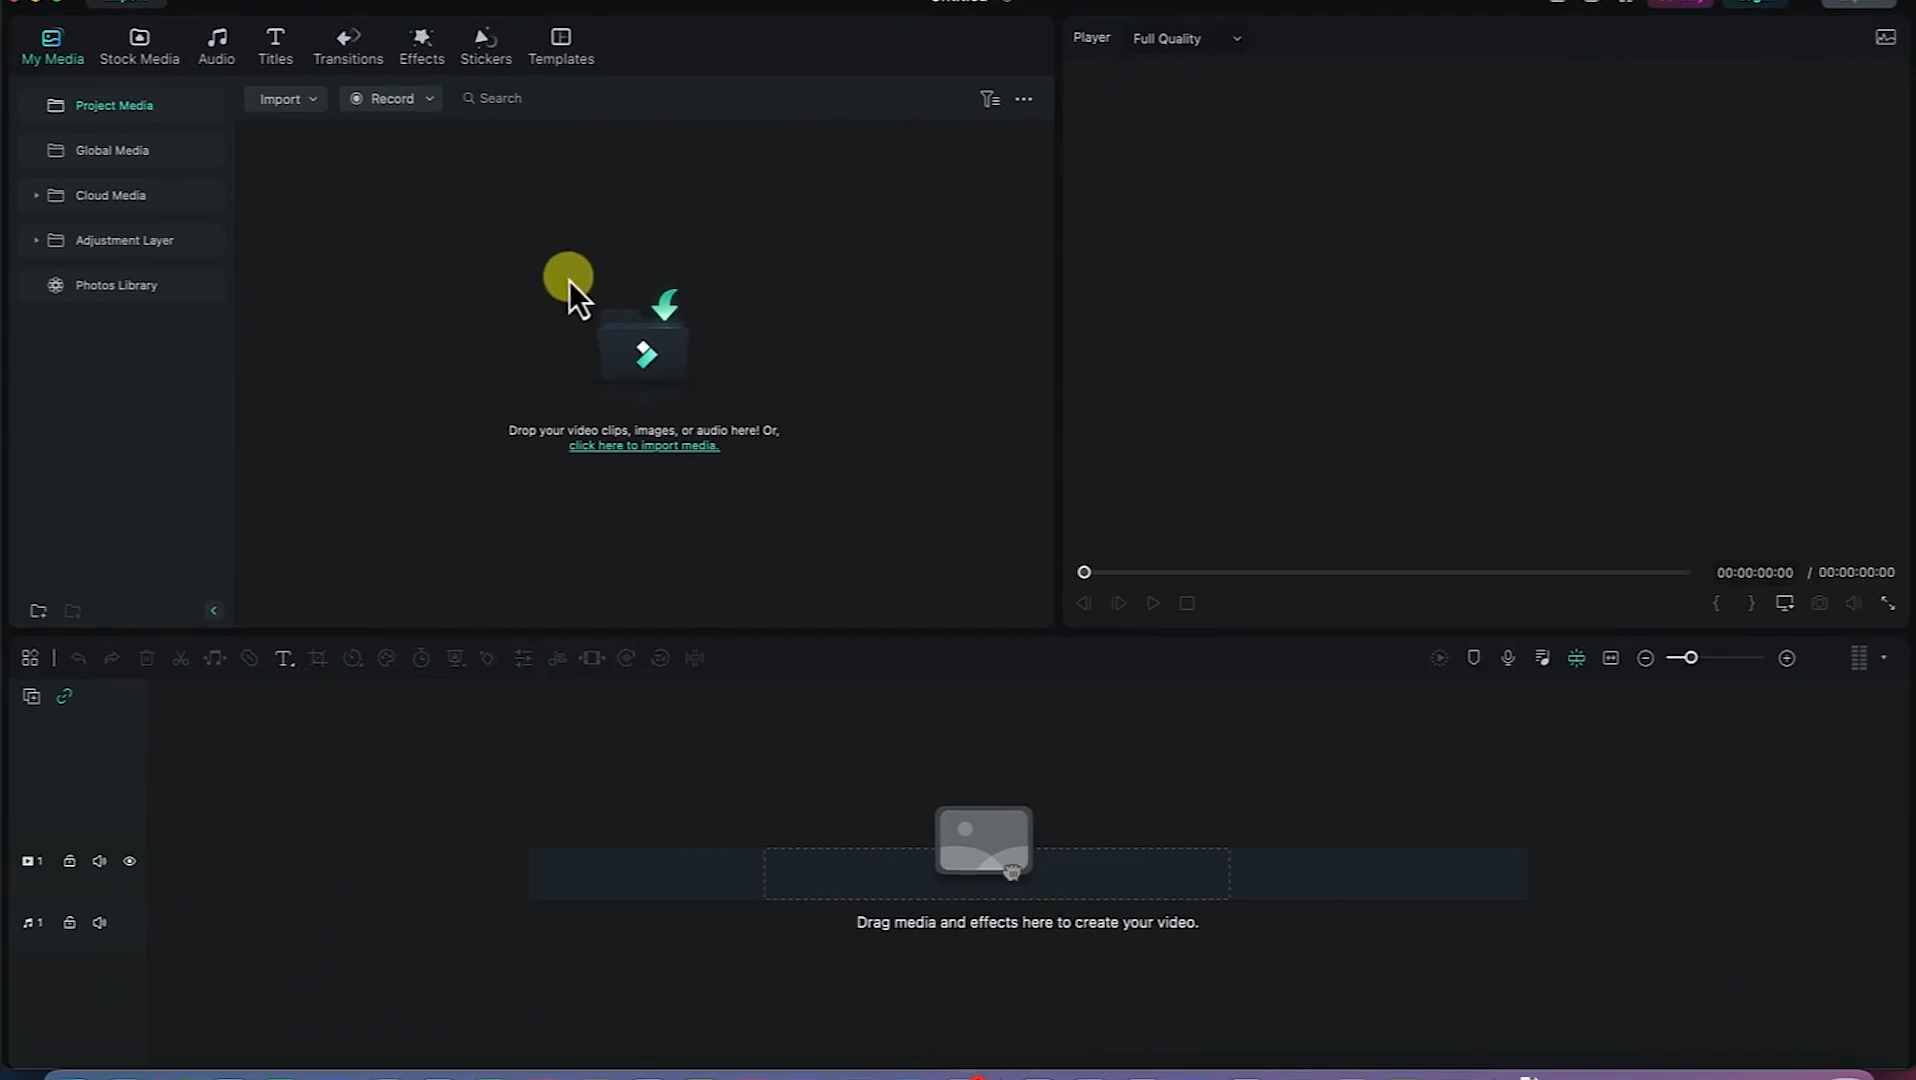 Untitled
Player Full Quality
My Media Stock Media Audio Titles Transitions Effects Stickers Templates
Import Record Search
Project Media
Global Media
Cloud Media
Adjustment Layer
Photos Library
Drop your video clips, images, or audio here! Or,
click here to import media.
00:00:00:00 / 00:00:00:00
{ }
1
1
Drag media and effects here to create your video.